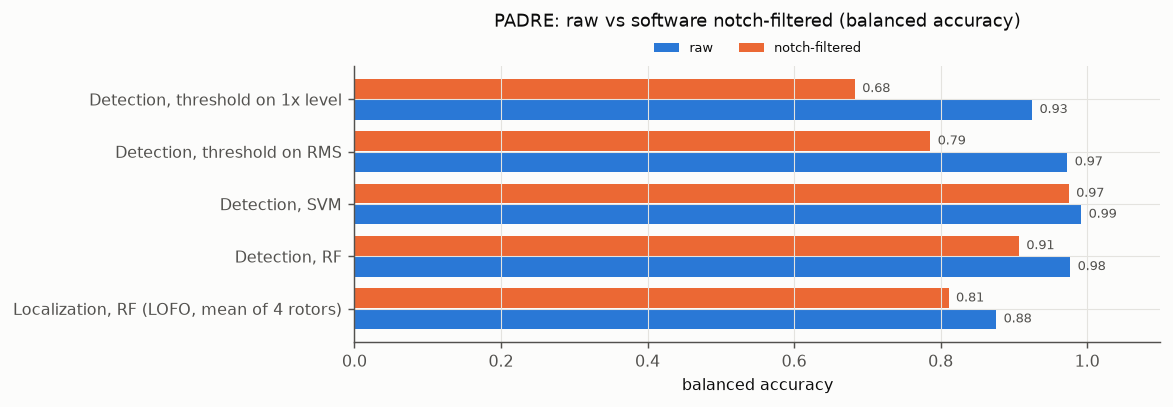 PADRE: raw vs software notch-filtered (balanced accuracy)
raw notch-filtered
Detection, threshold on 1x level 0.68 0.93
Detection, threshold on RMS 0.79 0.97
Detection, SVM 0.97 0.99
Detection, RF 0.91 0.98
Localization, RF (LOFO, mean of 4 rotors) 0.81 0.88
0.0 0.2 0.4 0.6 0.8 1.0
balanced accuracy